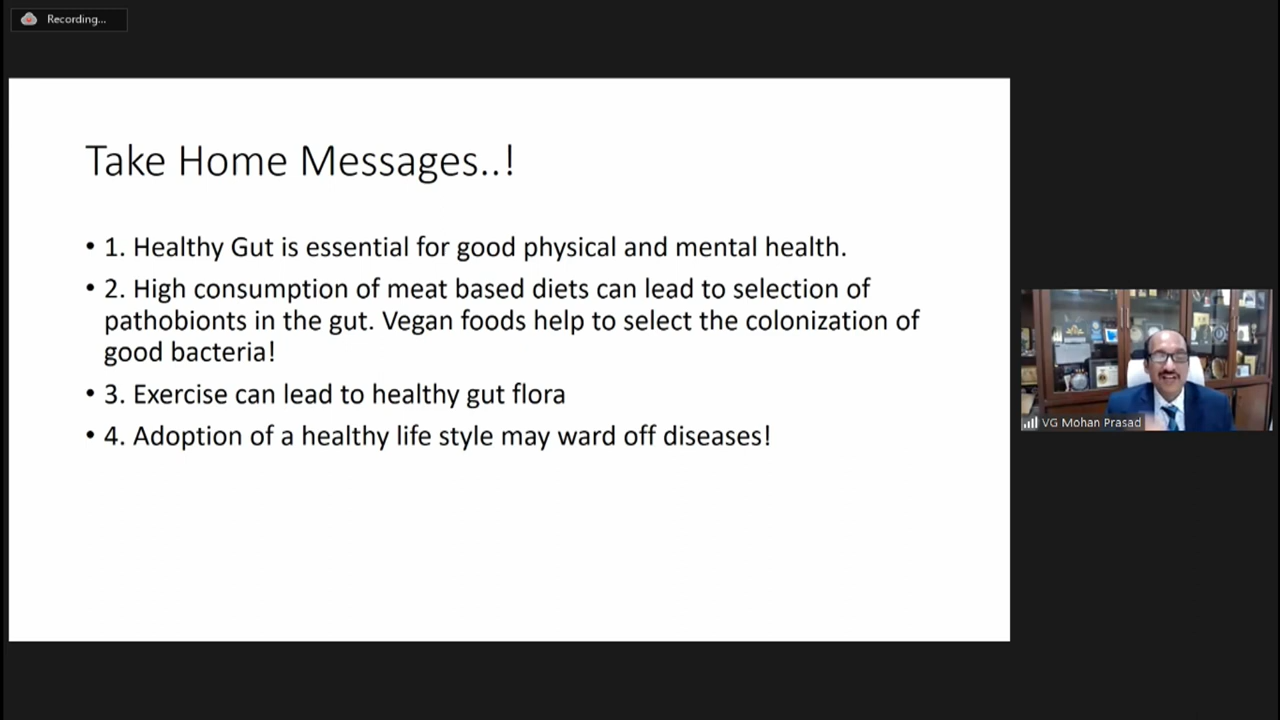 Recording...
Take Home Messages..!
• 1. Healthy Gut is essential for good physical and mental health.
• 2. High consumption of meat based diets can lead to selection of
pathobionts in the gut. Vegan foods help to select the colonization of
good bacteria!
• 3. Exercise can lead to healthy gut flora
• 4. Adoption of a healthy life style may ward off diseases!
VG Mohan Prasad